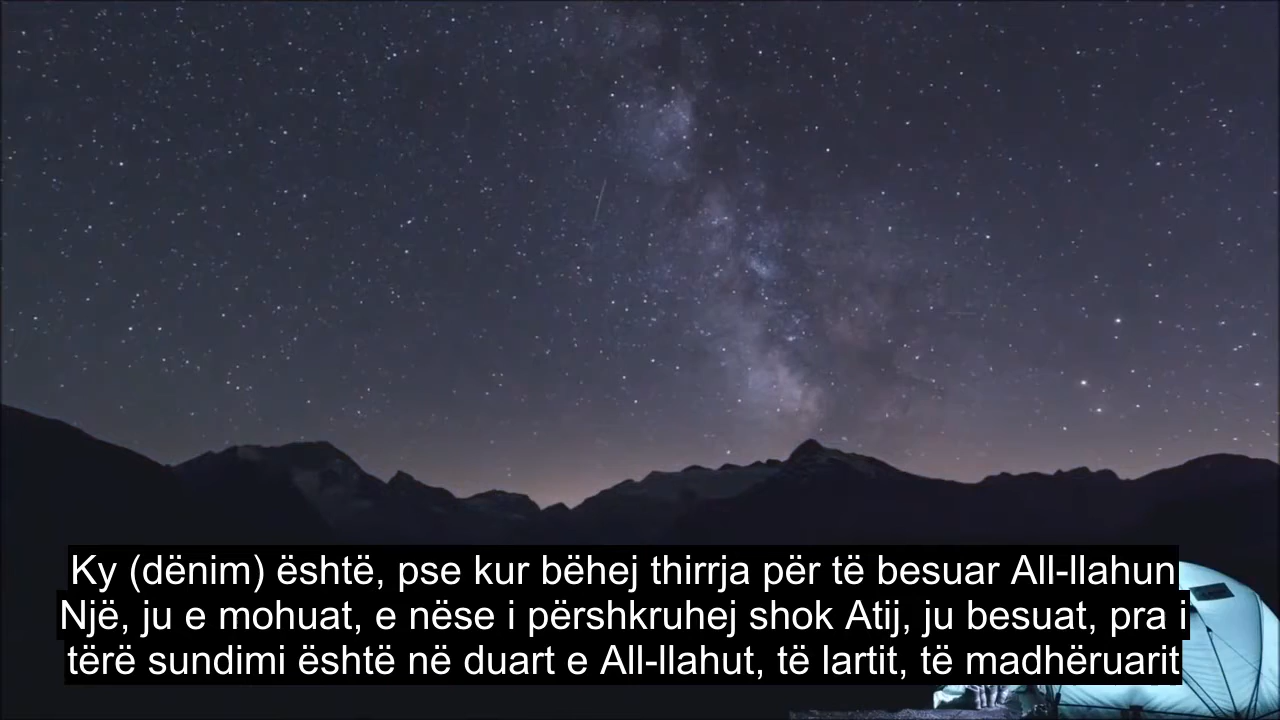 Ky (dënim) është, pse kur bëhej thirrja për të besuar All-llahun
Një, ju e mohuat, e nëse i përshkruhej shok Atij, ju besuat, pra i
tërë sundimi është në duart e All-llahut, të lartit, të madhëruarit